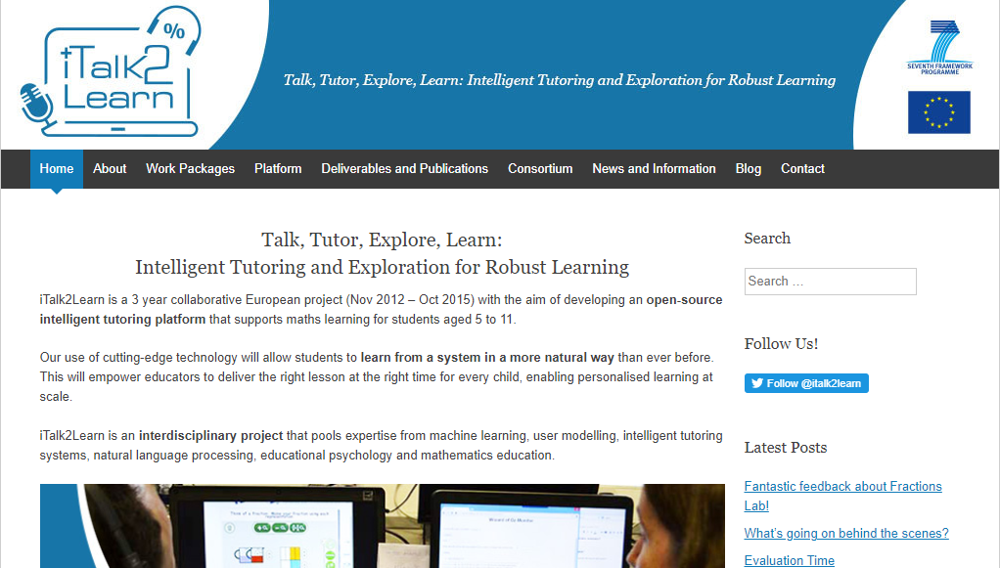 %
iTalk2
Learn
Talk, Tutor, Explore, Learn: Intelligent Tutoring and Exploration for Robust Learning
7
SEVENTH FRAMEWORK
PROGRAMME
Home About Work Packages Platform Deliverables and Publications Consortium News and Information Blog Contact
Talk, Tutor, Explore, Learn:
Intelligent Tutoring and Exploration for Robust Learning
iTalk2Learn is a 3 year collaborative European project (Nov 2012 – Oct 2015) with the aim of developing an open-source
intelligent tutoring platform that supports maths learning for students aged 5 to 11.
Our use of cutting-edge technology will allow students to learn from a system in a more natural way than ever before.
This will empower educators to deliver the right lesson at the right time for every child, enabling personalised learning at
scale.
iTalk2Learn is an interdisciplinary project that pools expertise from machine learning, user modelling, intelligent tutoring
systems, natural language processing, educational psychology and mathematics education.
Search
Search …
Follow Us!
Follow @italk2learn
Latest Posts
Fantastic feedback about Fractions
Lab!
What's going on behind the scenes?
Evaluation Time